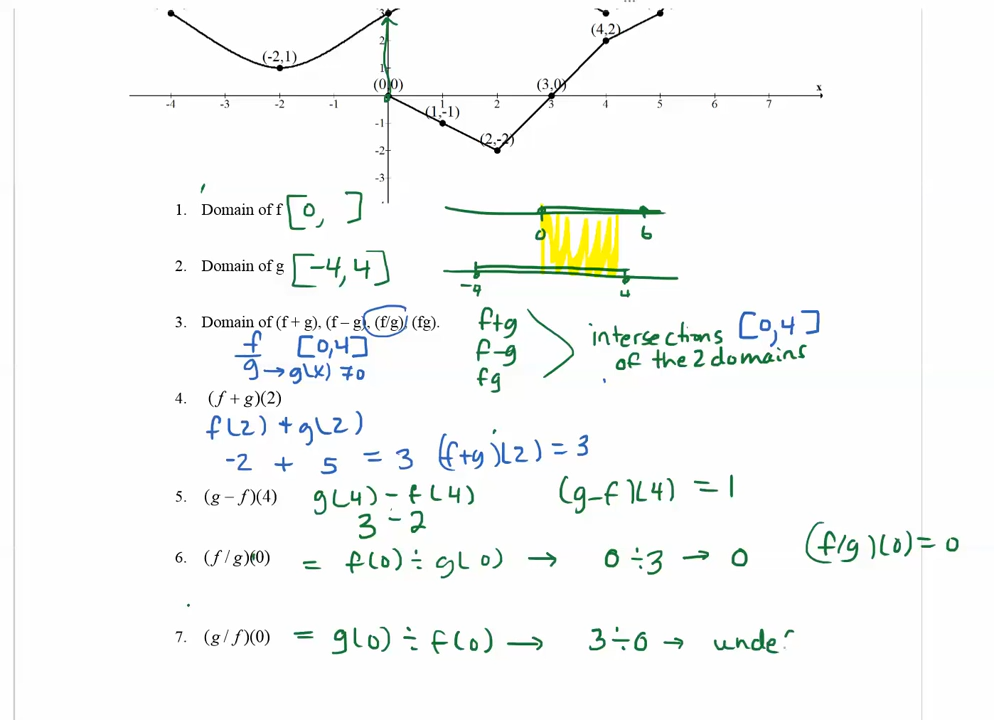 3
2
(4,2)
(-2,1)
1
(0,0)
(3,0)
x
-4 -3 -2 -1 1 2 3 4 5 6 7
(1,-1)
-1
(2,-2)
-2
-3
1. Domain of f [0, ]
0 6
2. Domain of g [-4, 4]
-4 4
3. Domain of (f + g), (f – g), (f/g), (fg).
f/g [0,4]
→ g(x) ≠0
f+g
f-g
fg
intersections [0,4]
of the 2 domains
4. (f + g)(2)
f(2) + g(2)
-2 + 5 = 3 (f+g)(2) = 3
5. (g – f)(4) g(4) - f(4) (g-f)(4) = 1
3 - 2
6. (f / g)(0) = f(0) ÷ g(0) → 0 ÷ 3 → 0 (f/g)(0) = 0
7. (g / f)(0) = g(0) ÷ f(0) → 3 ÷ 0 → unde